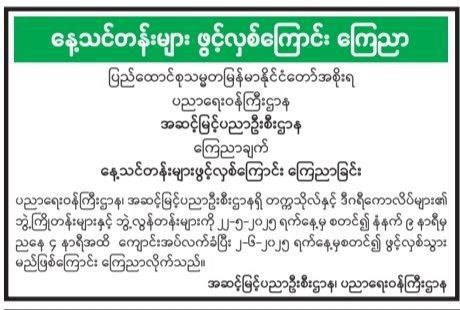 နေ့သင်တန်းများ ဖွင့်လှစ်ကြောင်း ကြေညာ
ပြည်ထောင်စုသမ္မတမြန်မာနိုင်ငံတော်အစိုးရ
ပညာရေးဝန်ကြီးဌာန
အဆင့်မြင့်ပညာဦးစီးဌာန
ကြေညာချက်
နေ့သင်တန်းများဖွင့်လှစ်ကြောင်း ကြေညာခြင်း
ပညာရေးဝန်ကြီးဌာန၊ အဆင့်မြင့်ပညာဦးစီးဌာနရှိ တက္ကသိုလ်နှင့် ဒီဂရီကောလိပ်များ၏
ဘွဲ့ကြိုတန်းများနှင့် ဘွဲ့လွန်တန်းများကို ၂၂-၅-၂၀၂၅ ရက်နေ့မှ စတင်၍ နံနက် ၉ နာရီမှ
ညနေ ၄ နာရီအထိ ကျောင်းအပ်လက်ခံပြီး ၂-၆-၂၀၂၅ ရက်နေ့မှစတင်၍ ဖွင့်လှစ်သွား
မည်ဖြစ်ကြောင်း ကြေညာလိုက်သည်။
အဆင့်မြင့်ပညာဦးစီးဌာန၊ ပညာရေးဝန်ကြီးဌာန